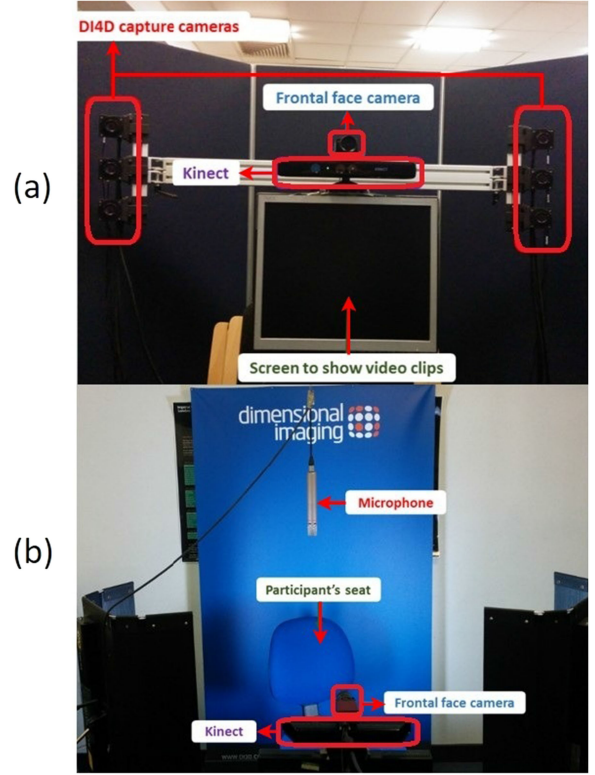 DI4D capture cameras
Frontal face camera
(a)
Kinect
KINECT
Screen to show video clips
dimensional
imaging
Microphone
(b)
Participant's seat
Frontal face camera
Kinect